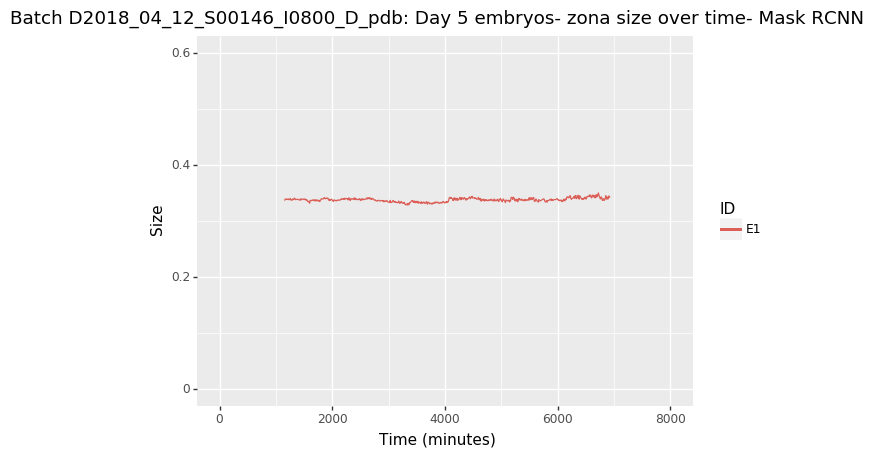 Batch D2018_04_12_S00146_I0800_D_pdb: Day 5 embryos- zona size over time- Mask RCNN
0.6
0.4
0.2
0
Size
0
2000
4000
6000
8000
Time (minutes)
ID
E1